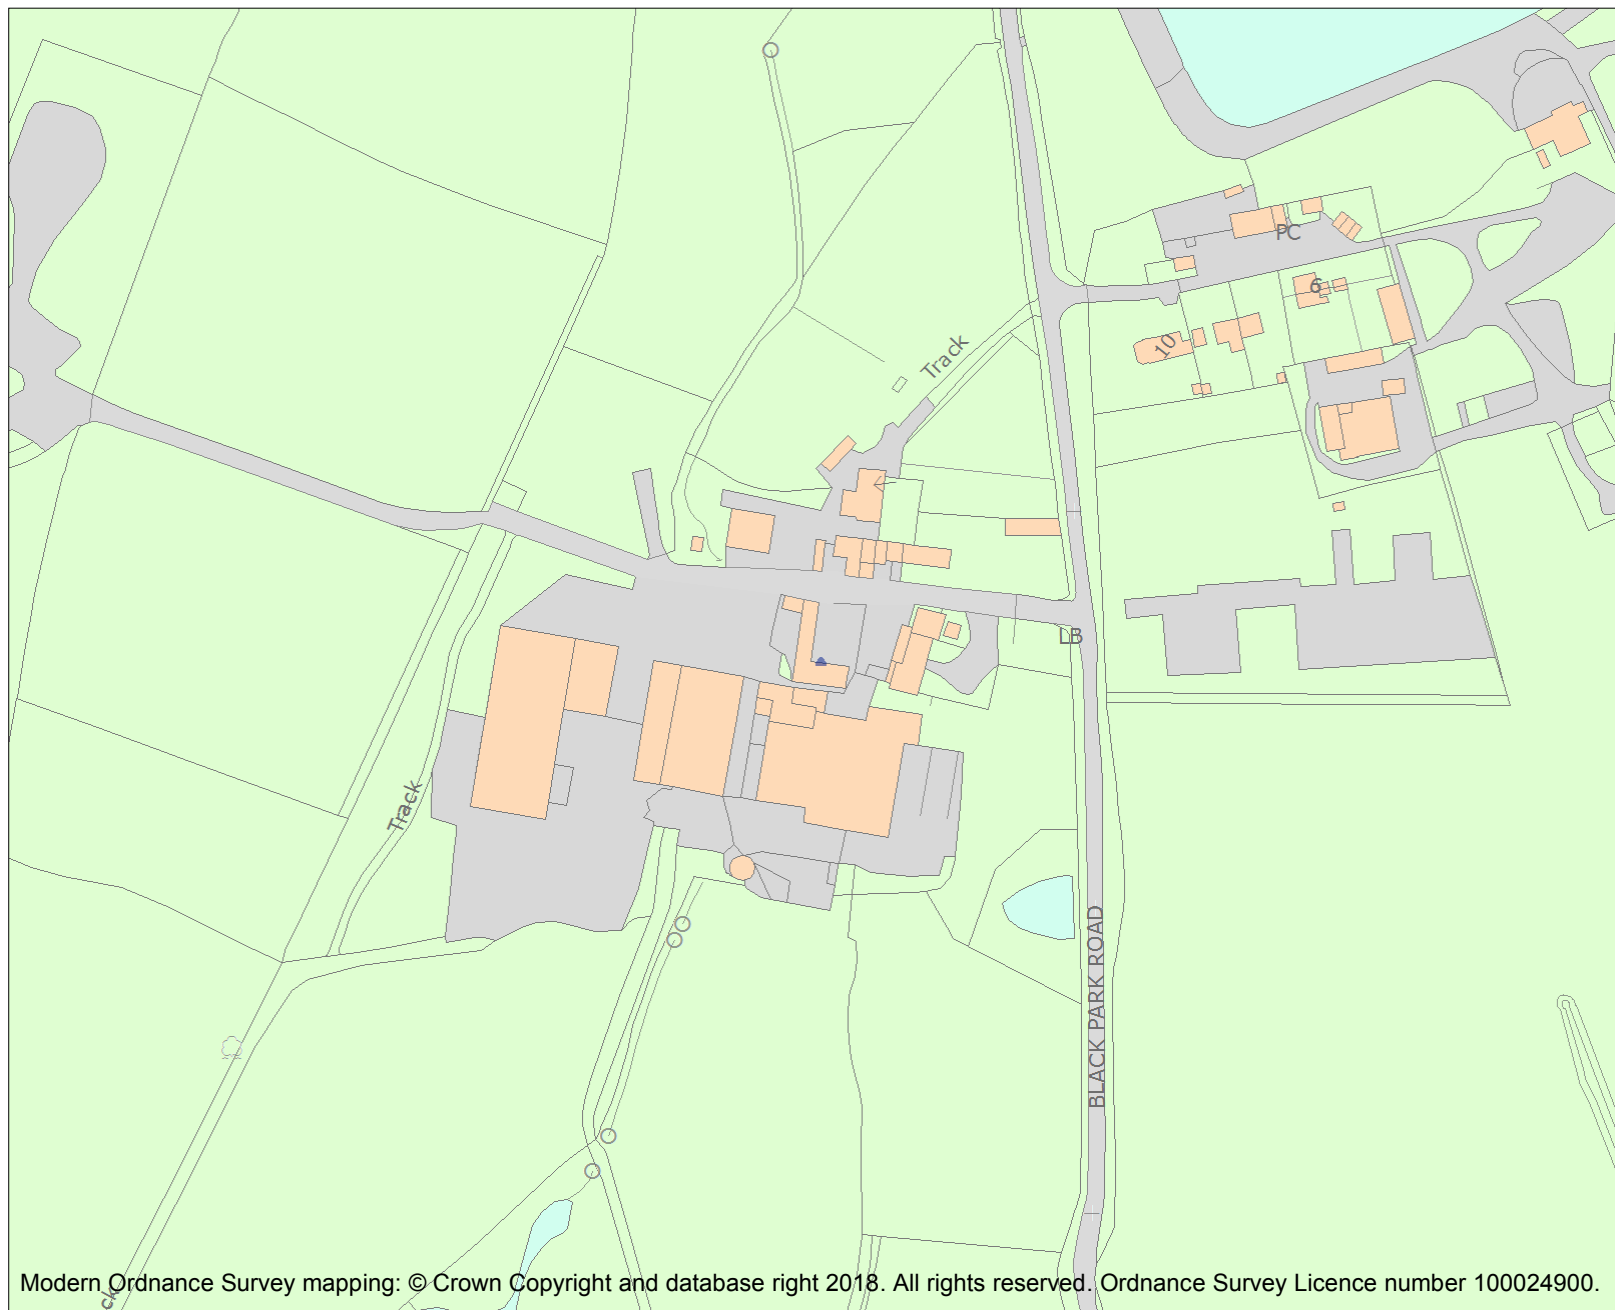 PC
6
10
Track
LB
Track
BLACK PARK ROAD
ck
Modern Ordnance Survey mapping: © Crown Copyright and database right 2018. All rights reserved. Ordnance Survey Licence number 100024900.